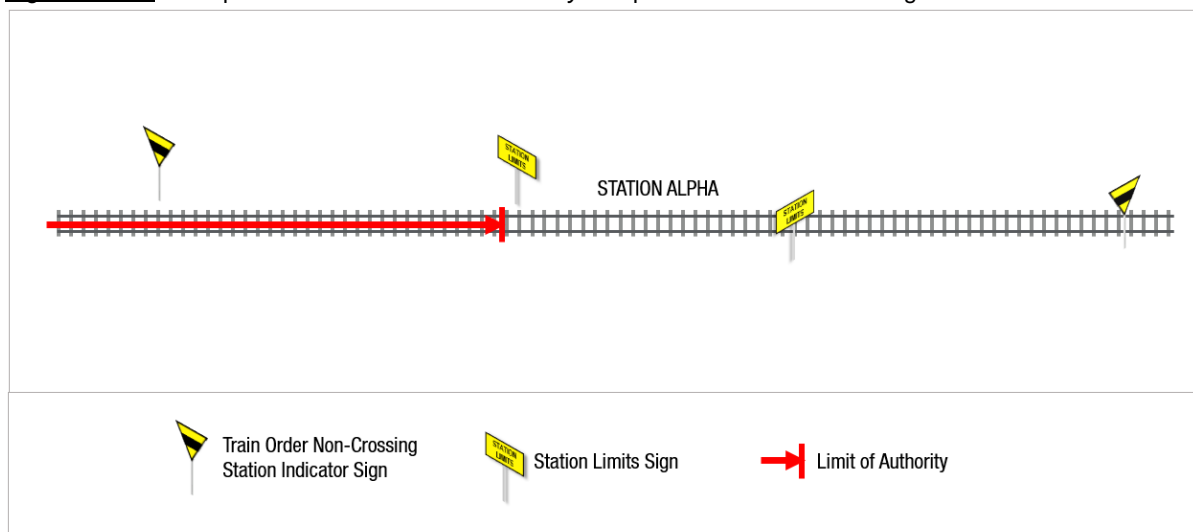 STATION
LIMITS
STATION ALPHA
STATION
LIMITS
Train Order Non-Crossing
Station Indicator Sign
STATION
LIMITS
Station Limits Sign
Limit of Authority